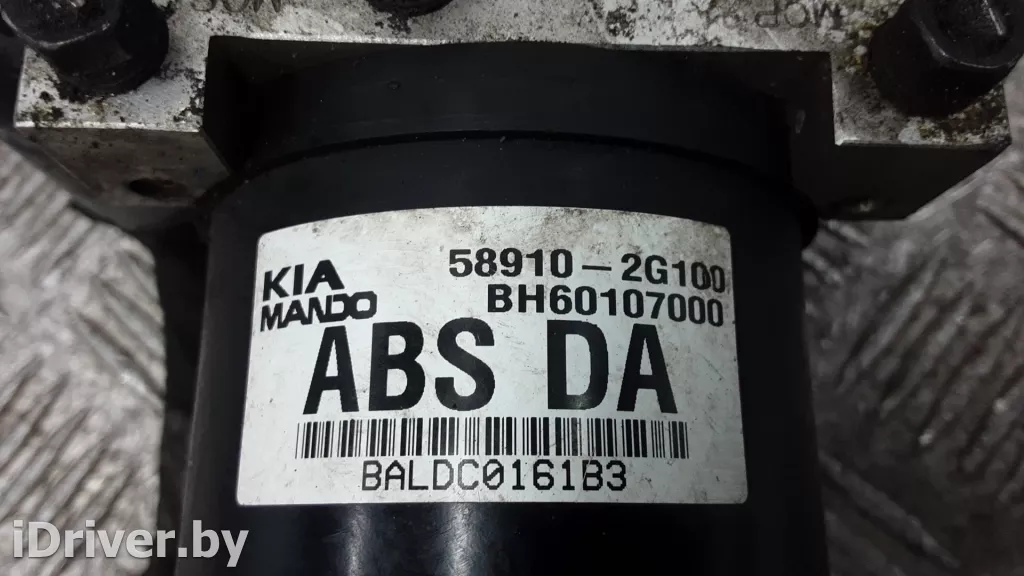 KIA 58910-2G100
MANDO BH60107000
ABS DA
BALDC0161B3
iDriver.by